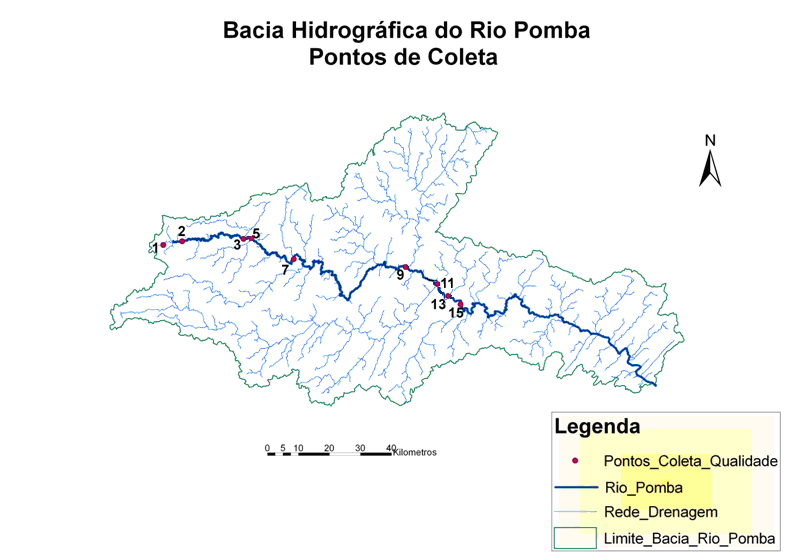 Bacia Hidrográfica do Rio Pomba
Pontos de Coleta
N
1
2
3
5
7
9
11
13
15
0 5 10 20 30 40
Kilometros
Legenda
Pontos_Coleta_Qualidade
Rio_Pomba
Rede_Drenagem
Limite_Bacia_Rio_Pomba